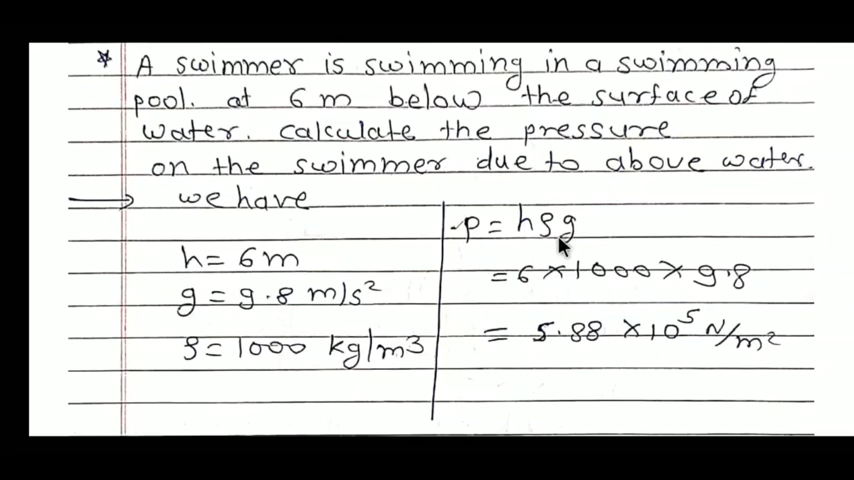 * A swimmer is swimming in a swimming
pool. at 6 m below the surface of
water. calculate the pressure
on the swimmer due to above water.
→ we have
h = 6m
g = 9.8 m/s²
ρ = 1000 kg/m3
p = hρg
= 6 × 1000 × 9.8
= 5.88 × 10⁵ N/m²